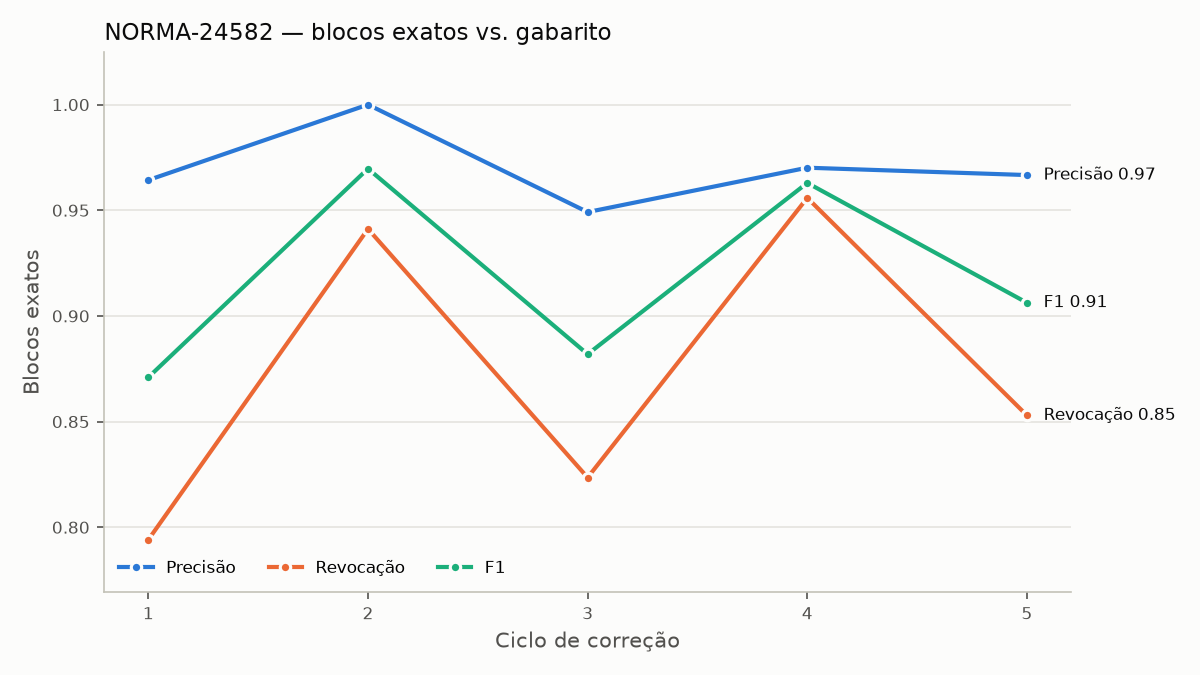 NORMA-24582 — blocos exatos vs. gabarito
Blocos exatos
1.00
0.95
0.90
0.85
0.80
Precisão 0.97
F1 0.91
Revocação 0.85
Precisão Revocação F1
1 2 3 4 5
Ciclo de correção